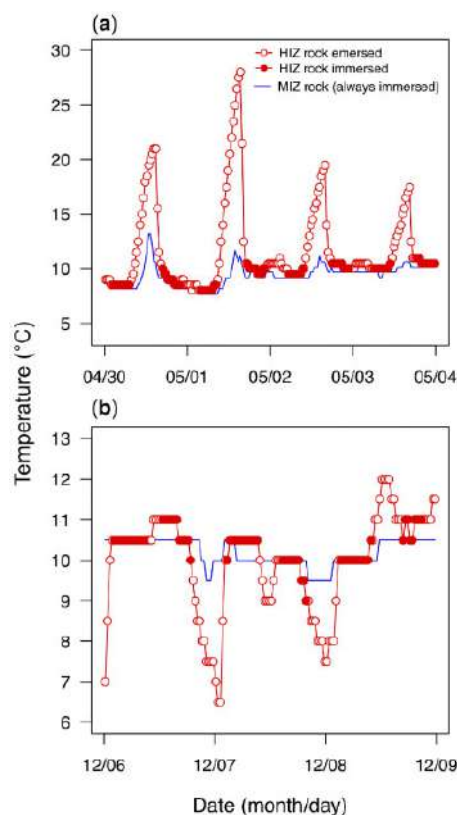 (a)
30
25
20
15
10
5
HIZ rock emersed
HIZ rock immersed
MIZ rock (always immersed)
04/30 05/01 05/02 05/03 05/04
Temperature (°C)
(b)
13
12
11
10
9
8
7
6
12/06 12/07 12/08 12/09
Date (month/day)